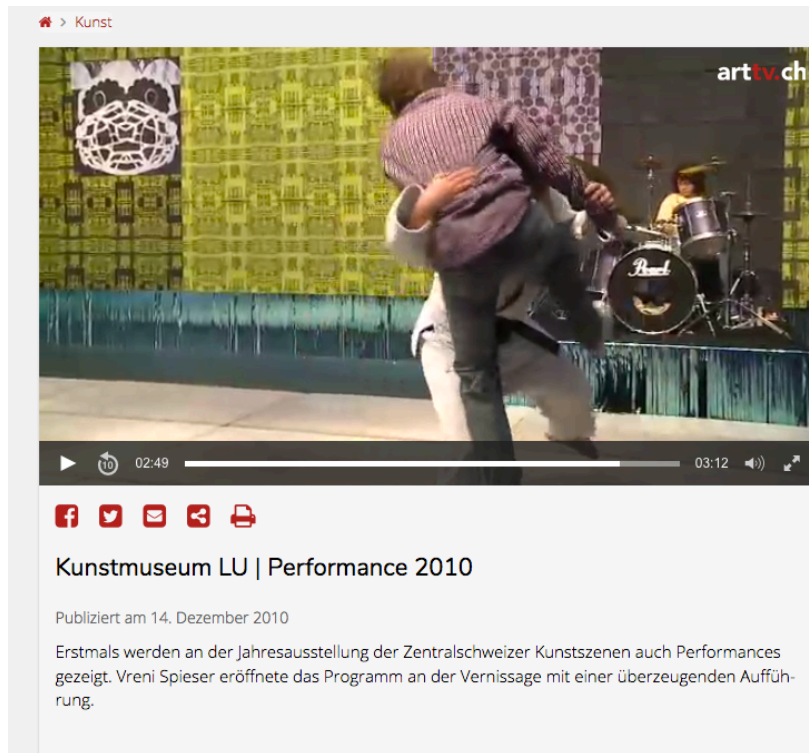 > Kunst
arttv.ch
Pearl
10 02:49 03:12
Kunstmuseum LU | Performance 2010
Publiziert am 14. Dezember 2010
Erstmals werden an der Jahresausstellung der Zentralschweizer Kunstszenen auch Performances
gezeigt. Vreni Spieser eröffnete das Programm an der Vernissage mit einer überzeugenden Auffüh-
rung.